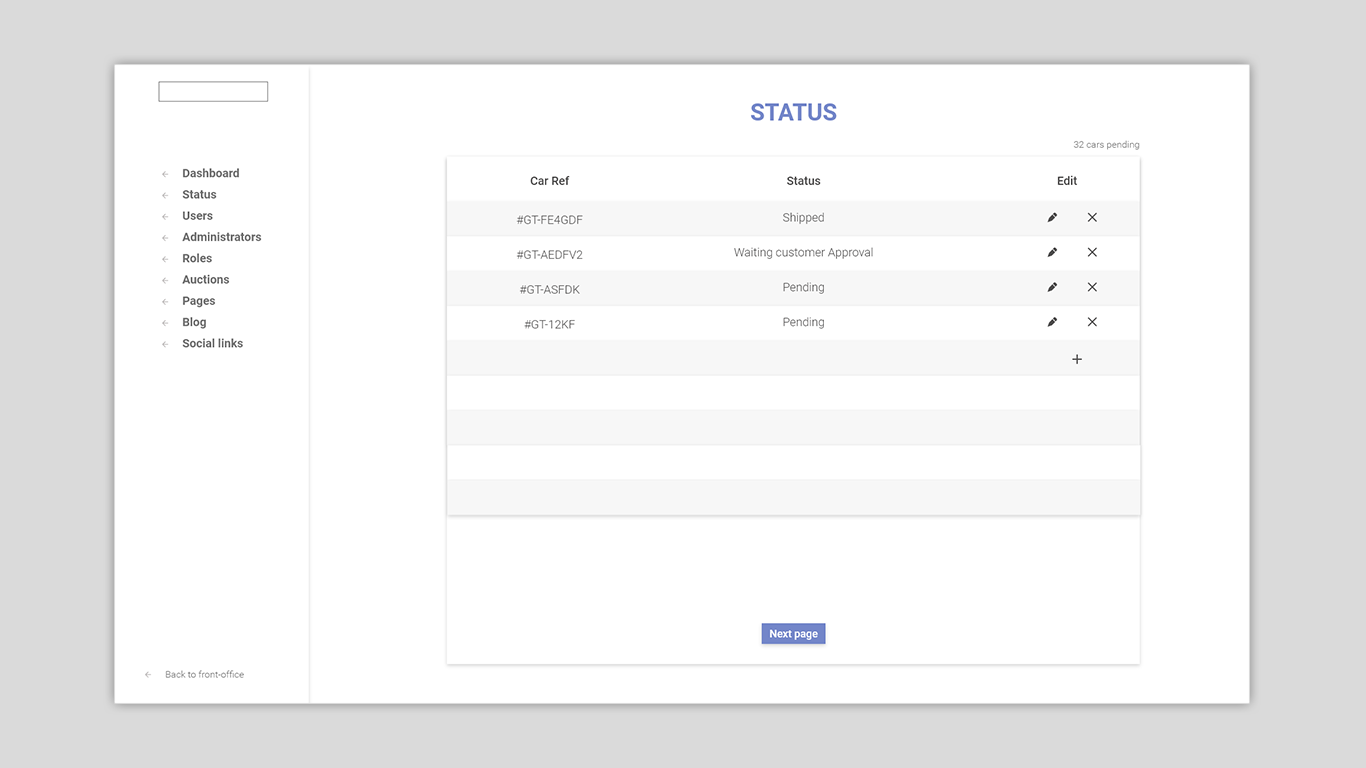 STATUS
32 cars pending
Dashboard
Status
Users
Administrators
Roles
Auctions
Pages
Blog
Social links
Back to front-office
Car Ref Status Edit
#GT-FE4GDF Shipped
#GT-AEDFV2 Waiting customer Approval
#GT-ASFDK Pending
#GT-12KF Pending
Next page